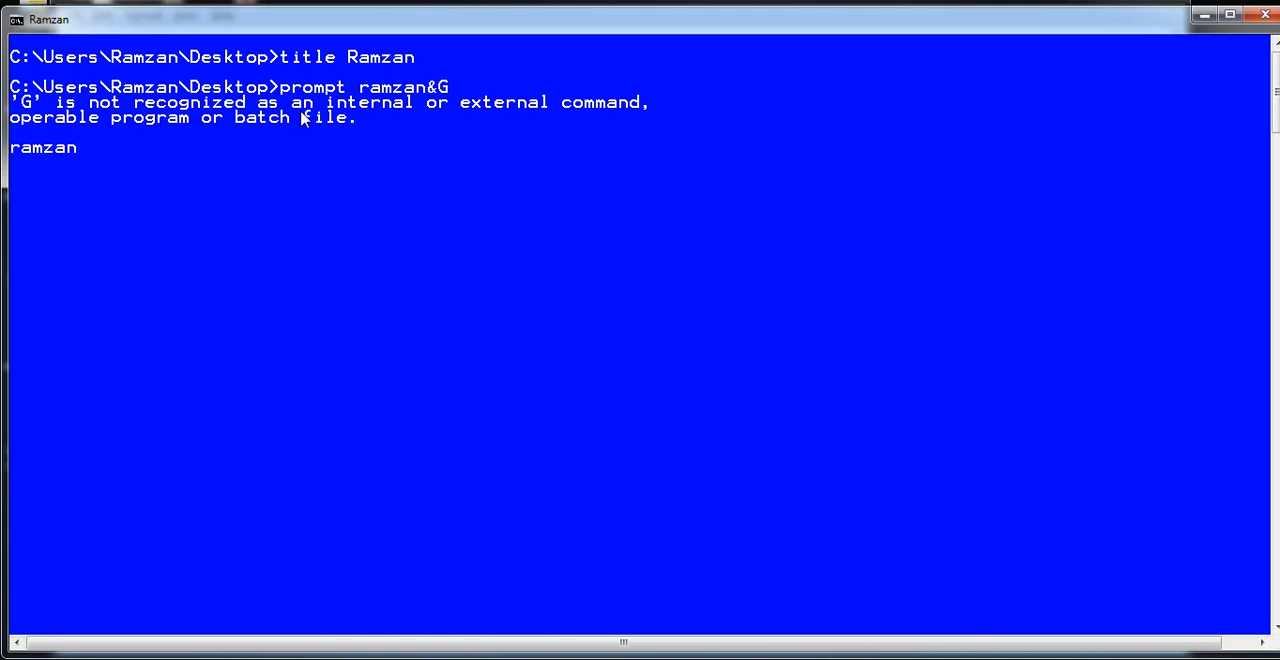 Ramzan
C:\Users\Ramzan\Desktop>title Ramzan
C:\Users\Ramzan\Desktop>prompt ramzan&G
'G' is not recognized as an internal or external command,
operable program or batch file.
ramzan